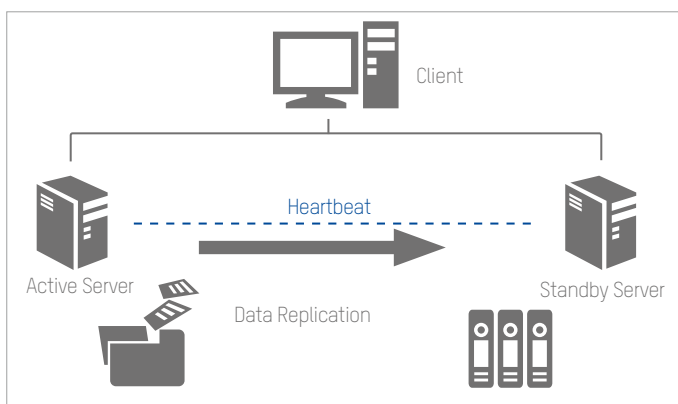 Client
Heartbeat
Active Server
Standby Server
Data Replication